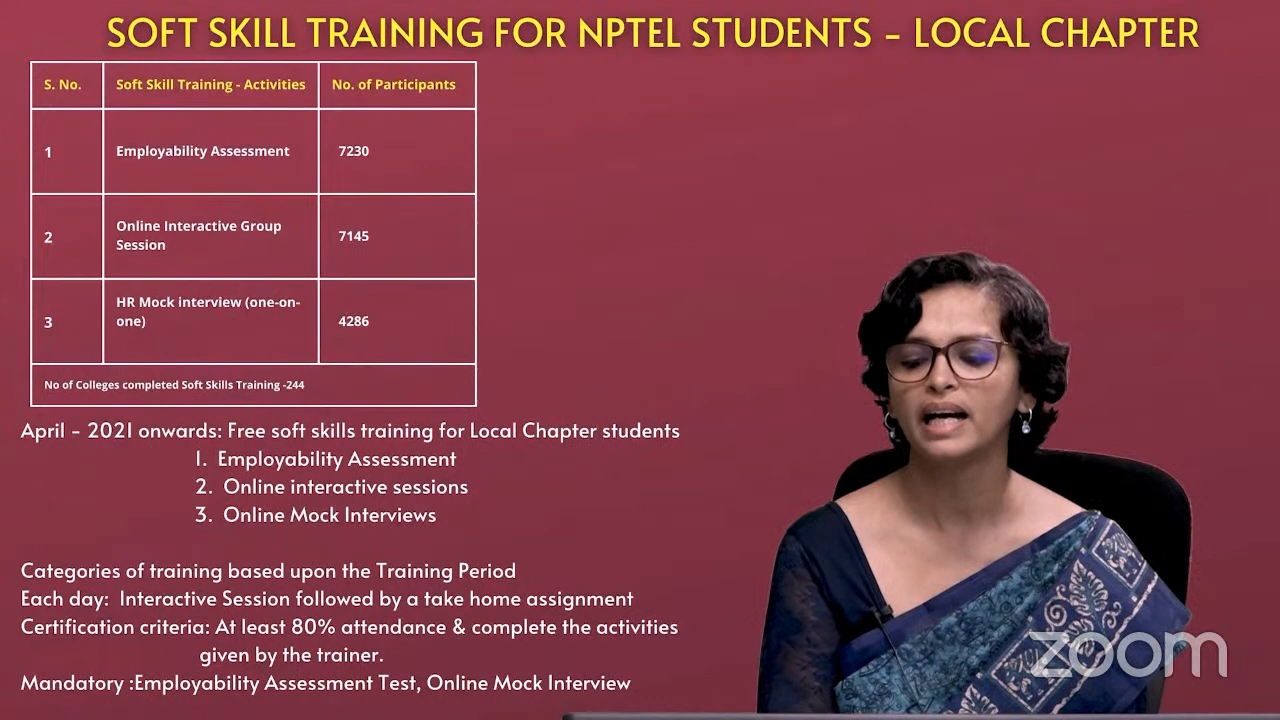 SOFT SKILL TRAINING FOR NPTEL STUDENTS - LOCAL CHAPTER
S. No. Soft Skill Training - Activities No. of Participants
1 Employability Assessment 7230
2 Online Interactive Group Session 7145
3 HR Mock interview (one-on-one) 4286
No of Colleges completed Soft Skills Training -244
April - 2021 onwards: Free soft skills training for Local Chapter students
1. Employability Assessment
2. Online interactive sessions
3. Online Mock Interviews
Categories of training based upon the Training Period
Each day: Interactive Session followed by a take home assignment
Certification criteria: At least 80% attendance & complete the activities
given by the trainer.
Mandatory :Employability Assessment Test, Online Mock Interview
zoom